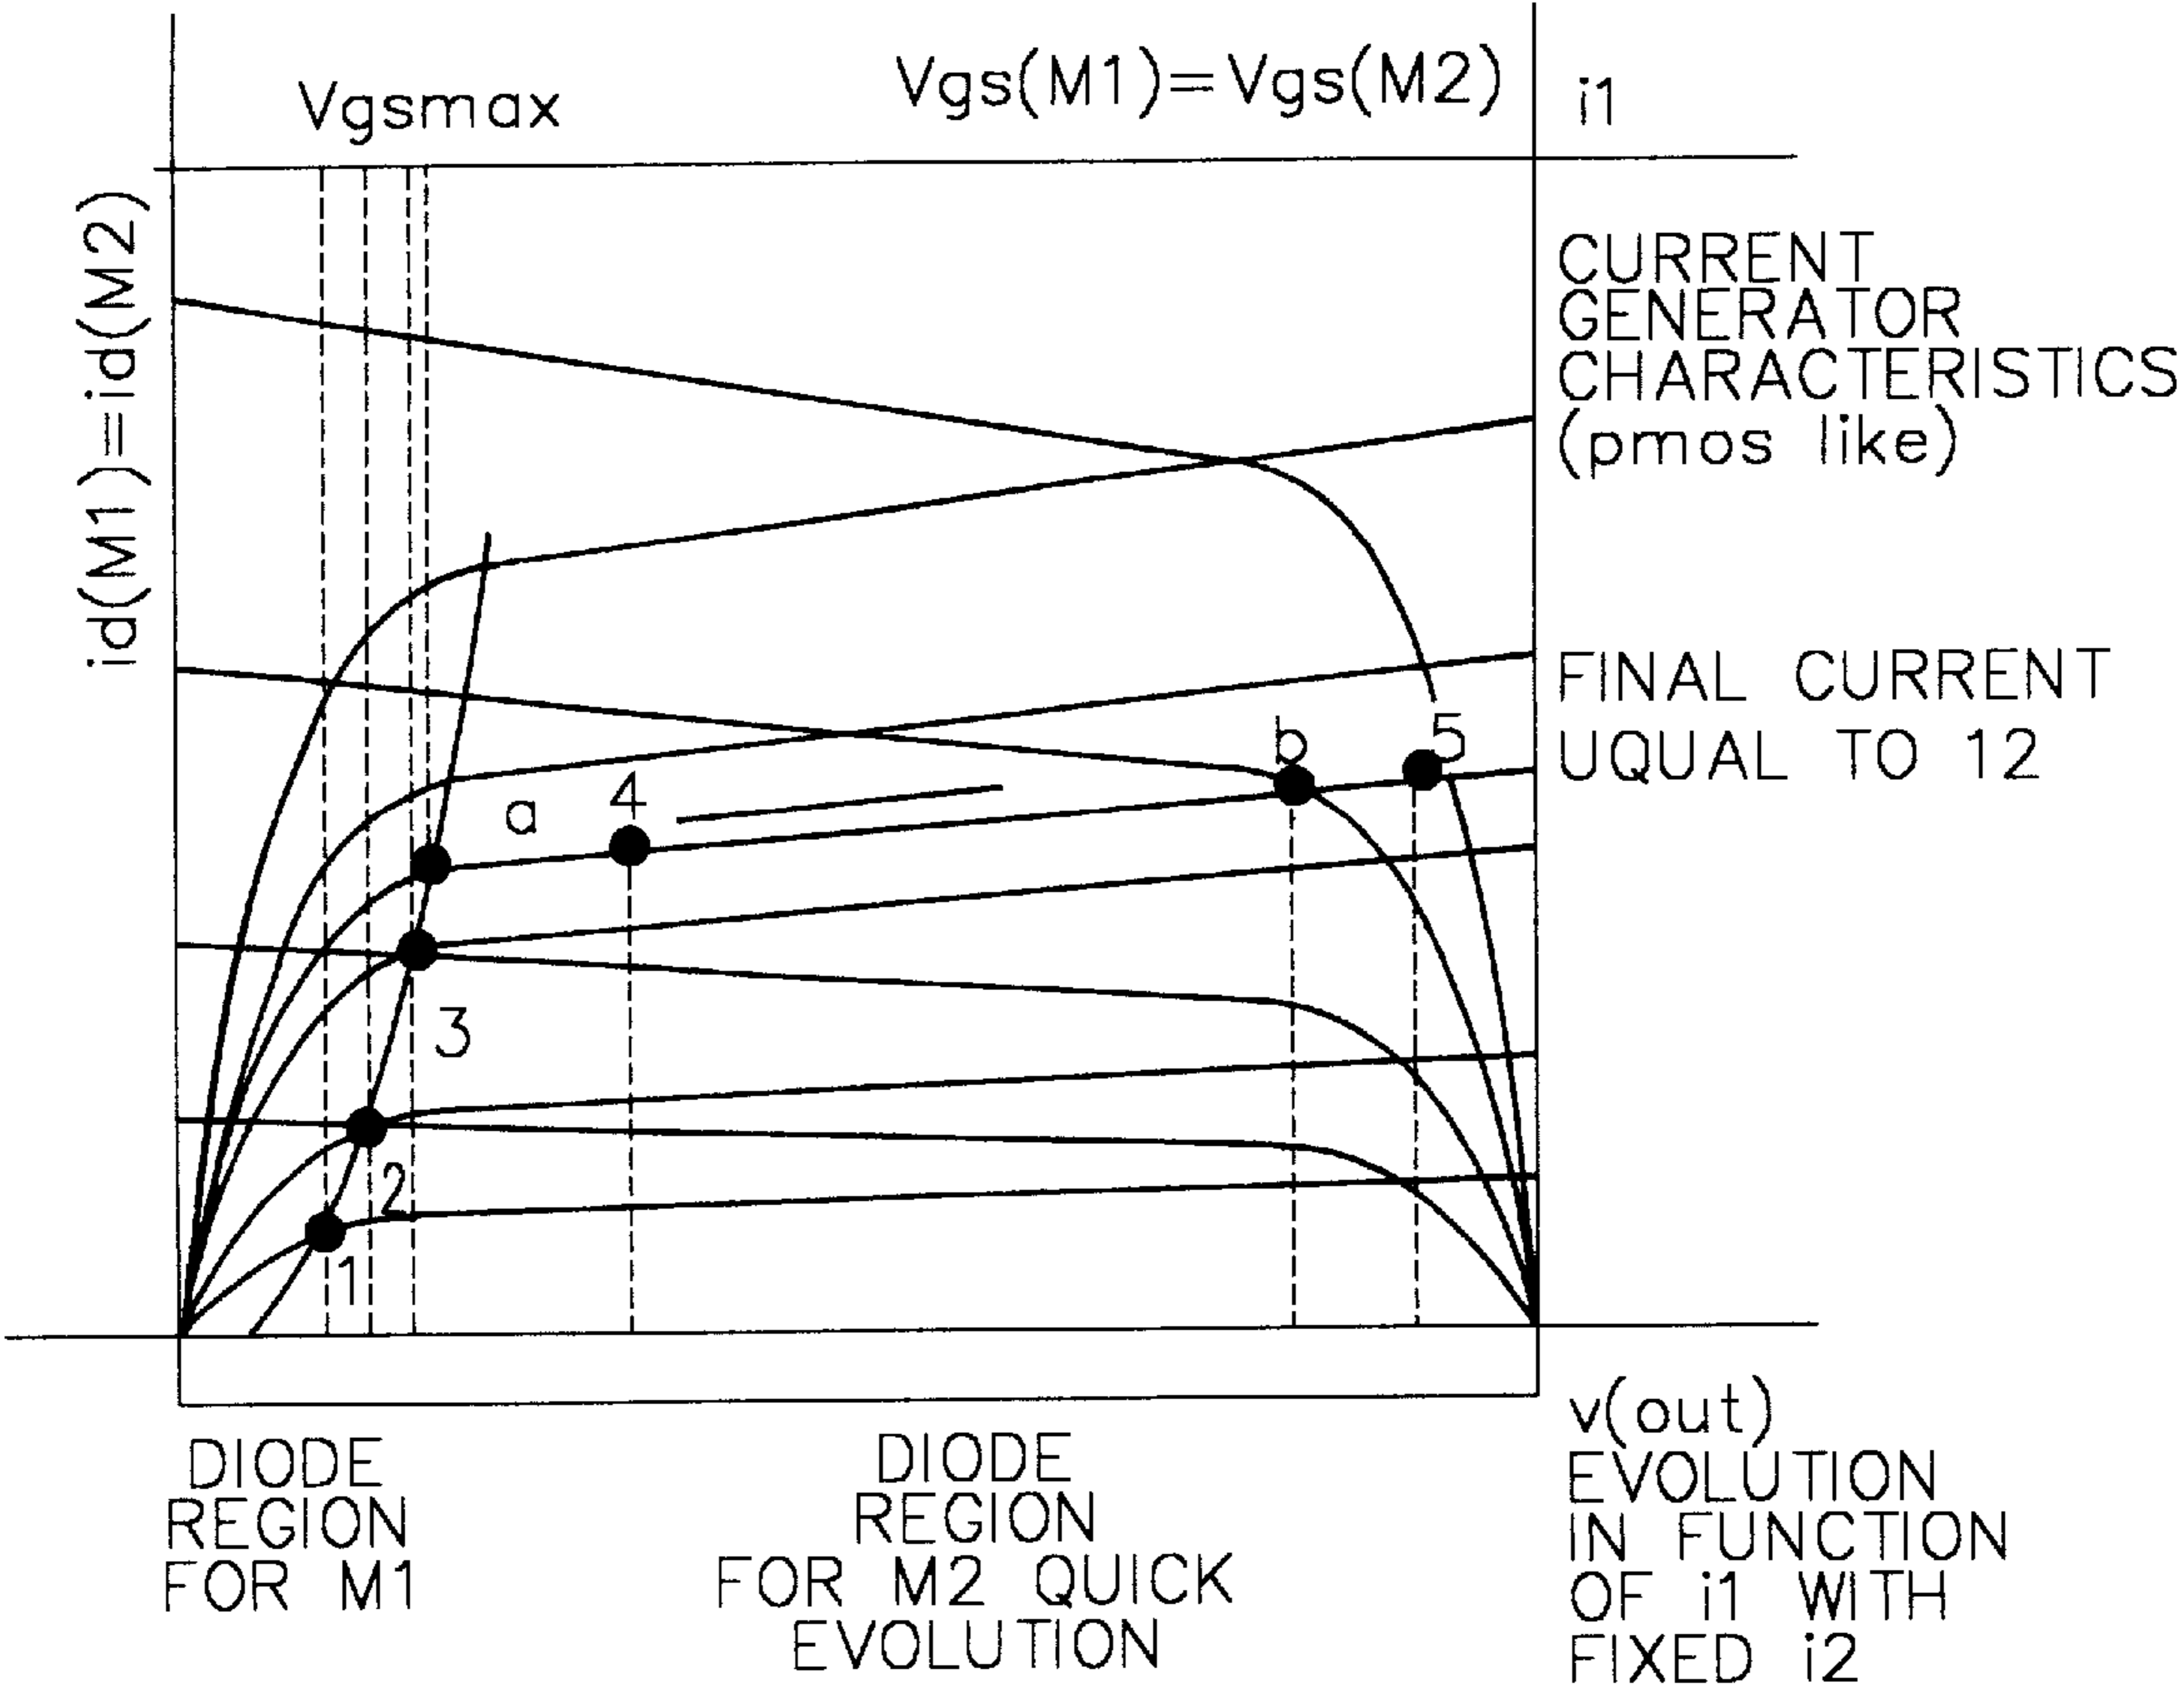 Vgsmax
Vgs(M1)=Vgs(M2)
i1
id(M1)=id(M2)
CURRENT
GENERATOR
CHARACTERISTICS
(pmos like)
FINAL CURRENT
UQUAL TO 12
b
5
a
4
3
2
1
DIODE
REGION
FOR M1
DIODE
REGION
FOR M2 QUICK
EVOLUTION
v(out)
EVOLUTION
IN FUNCTION
OF i1 WITH
FIXED i2